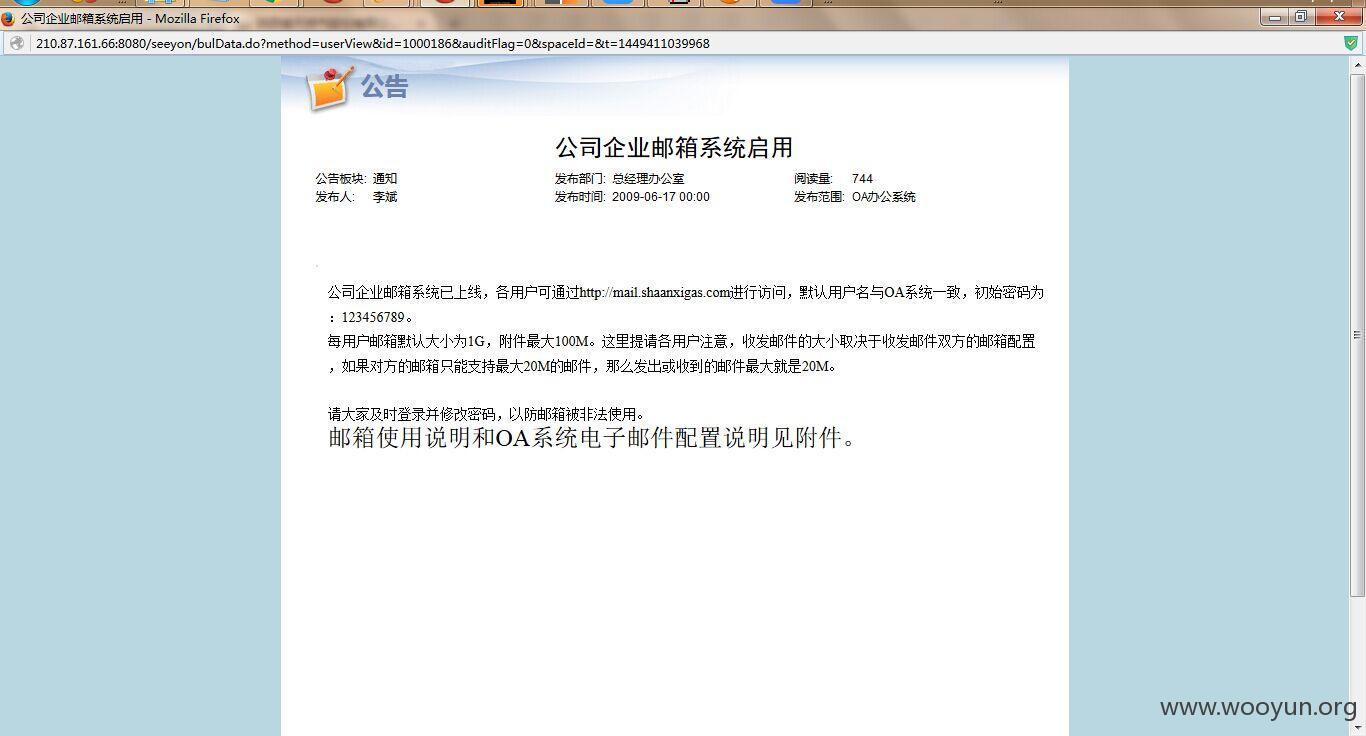 公司企业邮箱系统启用 - Mozilla Firefox
210.87.161.66:8080/seeyon/bulData.do?method=userView&id=1000186&auditFlag=0&spaceId=&t=1449411039968
公告
公司企业邮箱系统启用
公告板块: 通知 发布部门: 总经理办公室 阅读量: 744
发布人: 李斌 发布时间: 2009-06-17 00:00 发布范围: OA办公系统
公司企业邮箱系统已上线，各用户可通过http://mail.shaanxigas.com进行访问，默认用户名与OA系统一致，初始密码为
：123456789。
每用户邮箱默认大小为1G，附件最大100M。这里提请各用户注意，收发邮件的大小取决于收发邮件双方的邮箱配置
，如果对方的邮箱只能支持最大20M的邮件，那么发出或收到的邮件最大就是20M。
请大家及时登录并修改密码，以防邮箱被非法使用。
邮箱使用说明和OA系统电子邮件配置说明见附件。
www.wooyun.org